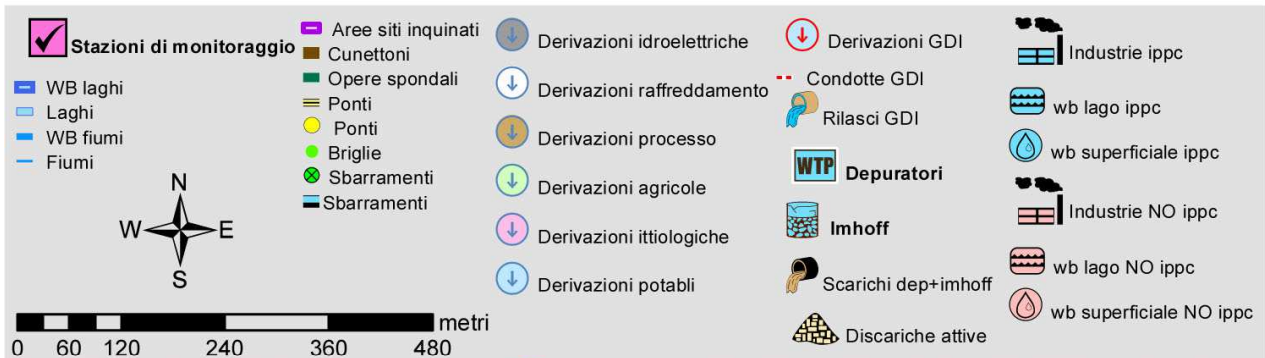 Stazioni di monitoraggio
WB laghi
Laghi
WB fiumi
Fiumi
N
W E
S
metri
0 60 120 240 360 480
Aree siti inquinati
Cunettoni
Opere spondali
Ponti
Ponti
Briglie
Sbarramenti
Sbarramenti
Derivazioni idroelettriche
Derivazioni raffreddamento
Derivazioni processo
Derivazioni agricole
Derivazioni ittiologiche
Derivazioni potabli
Derivazioni GDI
Condotte GDI
Rilasci GDI
WTP Depuratori
Imhoff
Scarichi dep+imhoff
Discariche attive
Industrie ippc
wb lago ippc
wb superficiale ippc
Industrie NO ippc
wb lago NO ippc
wb superficiale NO ippc